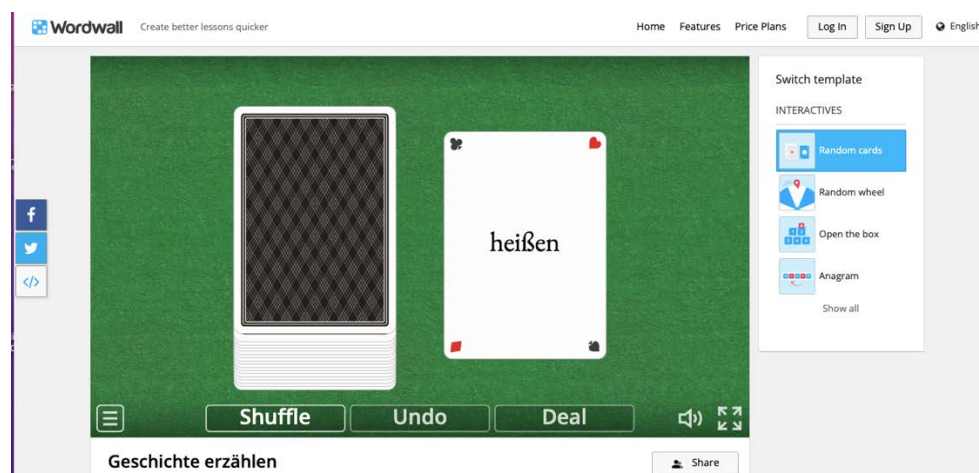 Wordwall
Create better lessons quicker
Home Features Price Plans Log In Sign Up English
Switch template
INTERACTIVES
Random cards
Random wheel
Open the box
Anagram
Show all
f
</>
heißen
Shuffle Undo Deal
Geschichte erzählen
Share